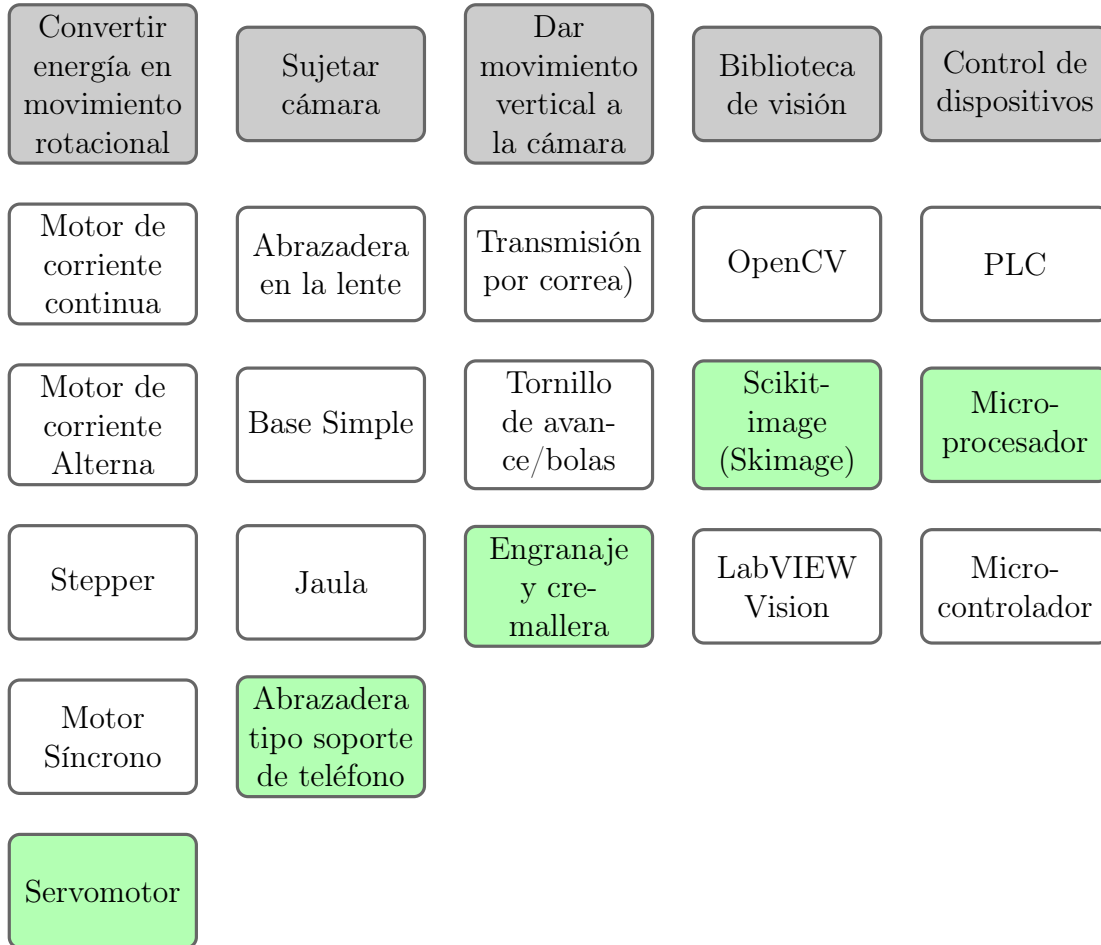 Convertir
energía en
movimiento
rotacional
Sujetar
cámara
Dar
movimiento
vertical a
la cámara
Biblioteca
de visión
Control de
dispositivos
Motor de
corriente
continua
Abrazadera
en la lente
Transmisión
por correa)
OpenCV
PLC
Motor de
corriente
Alterna
Base Simple
Tornillo
de avan-
ce/bolas
Scikit-
image
(Skimage)
Micro-
procesador
Stepper
Jaula
Engranaje
y cre-
mallera
LabVIEW
Vision
Micro-
controlador
Motor
Síncrono
Abrazadera
tipo soporte
de teléfono
Servomotor